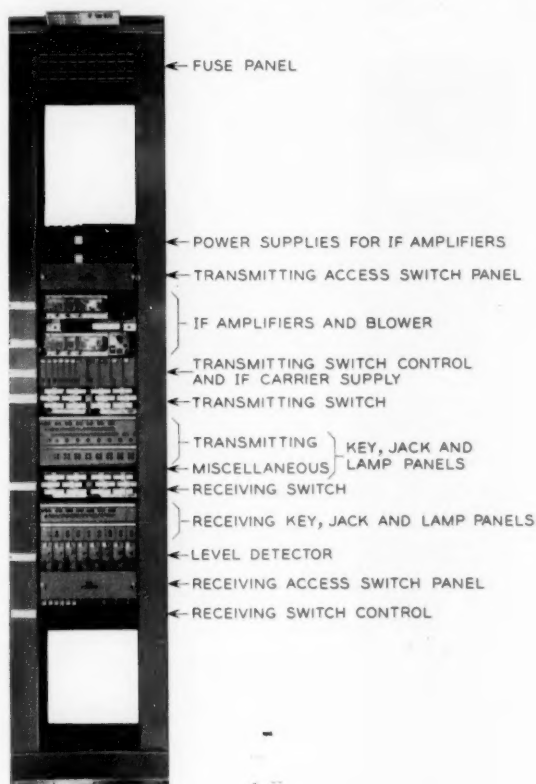 FUSE PANEL
POWER SUPPLIES FOR IF AMPLIFIERS
TRANSMITTING ACCESS SWITCH PANEL
IF AMPLIFIERS AND BLOWER
TRANSMITTING SWITCH CONTROL
AND IF CARRIER SUPPLY
TRANSMITTING SWITCH
TRANSMITTING
MISCELLANEOUS
KEY, JACK AND
LAMP PANELS
RECEIVING SWITCH
RECEIVING KEY, JACK AND LAMP PANELS
LEVEL DETECTOR
RECEIVING ACCESS SWITCH PANEL
RECEIVING SWITCH CONTROL